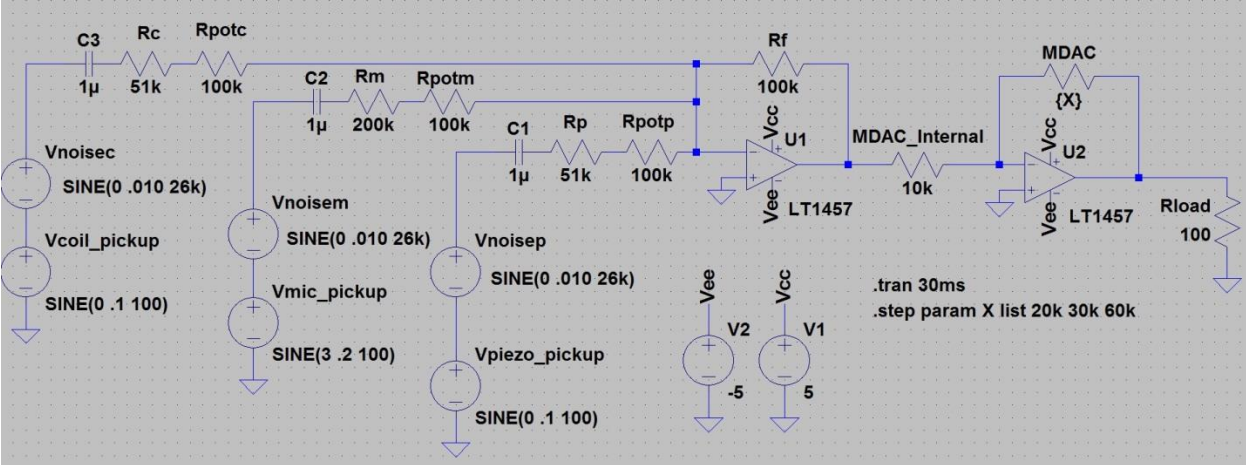 C3
Rc
Rpotc
1µ
51k
100k
C2
Rm
Rpotm
1µ
200k
100k
C1
Rp
Rpotp
1µ
51k
100k
Rf
100k
MDAC
{X}
Vcc
U1
Vee
LT1457
MDAC_Internal
10k
Vcc
U2
Vee
LT1457
Rload
100
Vnoisec
SINE(0 .010 26k)
Vcoil_pickup
SINE(0 .1 100)
Vnoisem
SINE(0 .010 26k)
Vmic_pickup
SINE(3 .2 100)
Vnoisep
SINE(0 .010 26k)
Vpiezo_pickup
SINE(0 .1 100)
Vee
V2
-5
Vcc
V1
5
.tran 30ms
.step param X list 20k 30k 60k